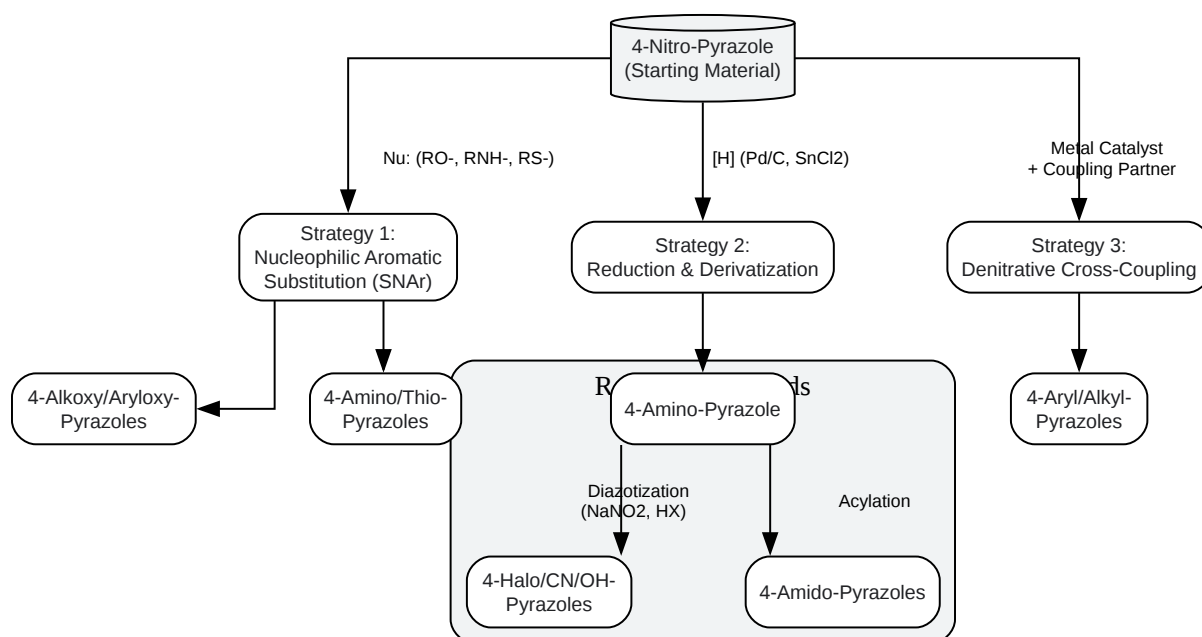 4-Nitro-Pyrazole
(Starting Material)
Nu: (RO-, RNH-, RS-)
[H] (Pd/C, SnCl2)
Metal Catalyst
+ Coupling Partner
Strategy 1:
Nucleophilic Aromatic
Substitution (SNAr)
Strategy 2:
Reduction & Derivatization
Strategy 3:
Denitrative Cross-Coupling
4-Alkoxy/Aryloxy-
Pyrazoles
4-Amino/Thio-
Pyrazoles
4-Amino-Pyrazole
4-Aryl/Alkyl-
Pyrazoles
Diazotization
(NaNO2, HX)
Acylation
4-Halo/CN/OH-
Pyrazoles
4-Amido-Pyrazoles